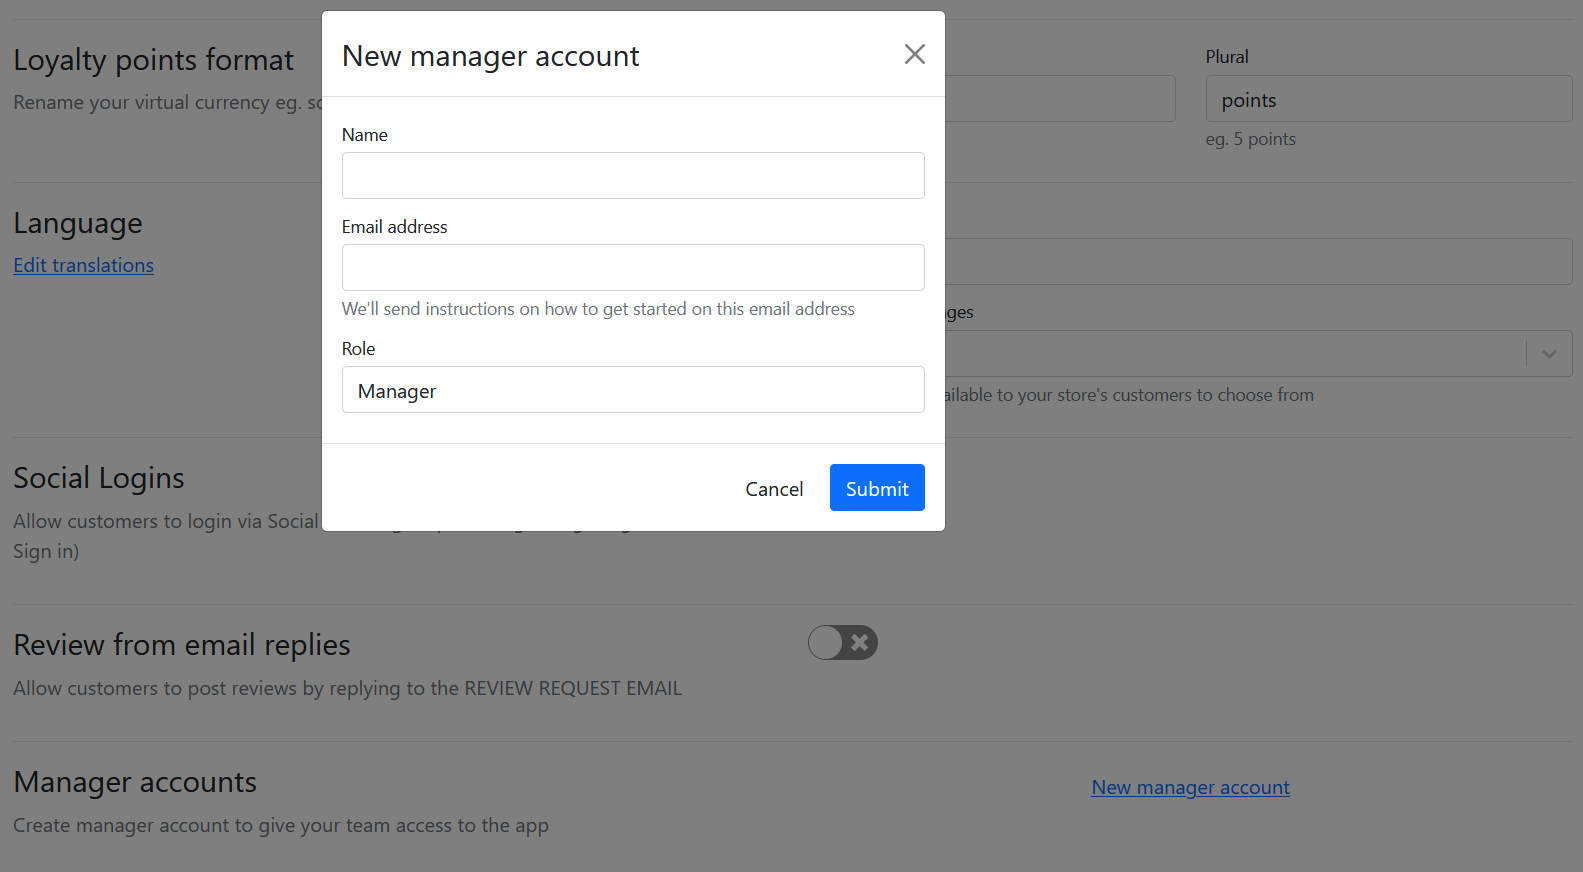 Loyalty points format
Rename your virtual currency eg.
Plural
points
eg. 5 points
New manager account
Name
Email address
We'll send instructions on how to get started on this email address
Role
Manager
Cancel
Submit
Language
Edit translations
ailable to your store's customers to choose from
Social Logins
Allow customers to login via Social
Sign in)
Review from email replies
Allow customers to post reviews by replying to the REVIEW REQUEST EMAIL
Manager accounts
New manager account
Create manager account to give your team access to the app